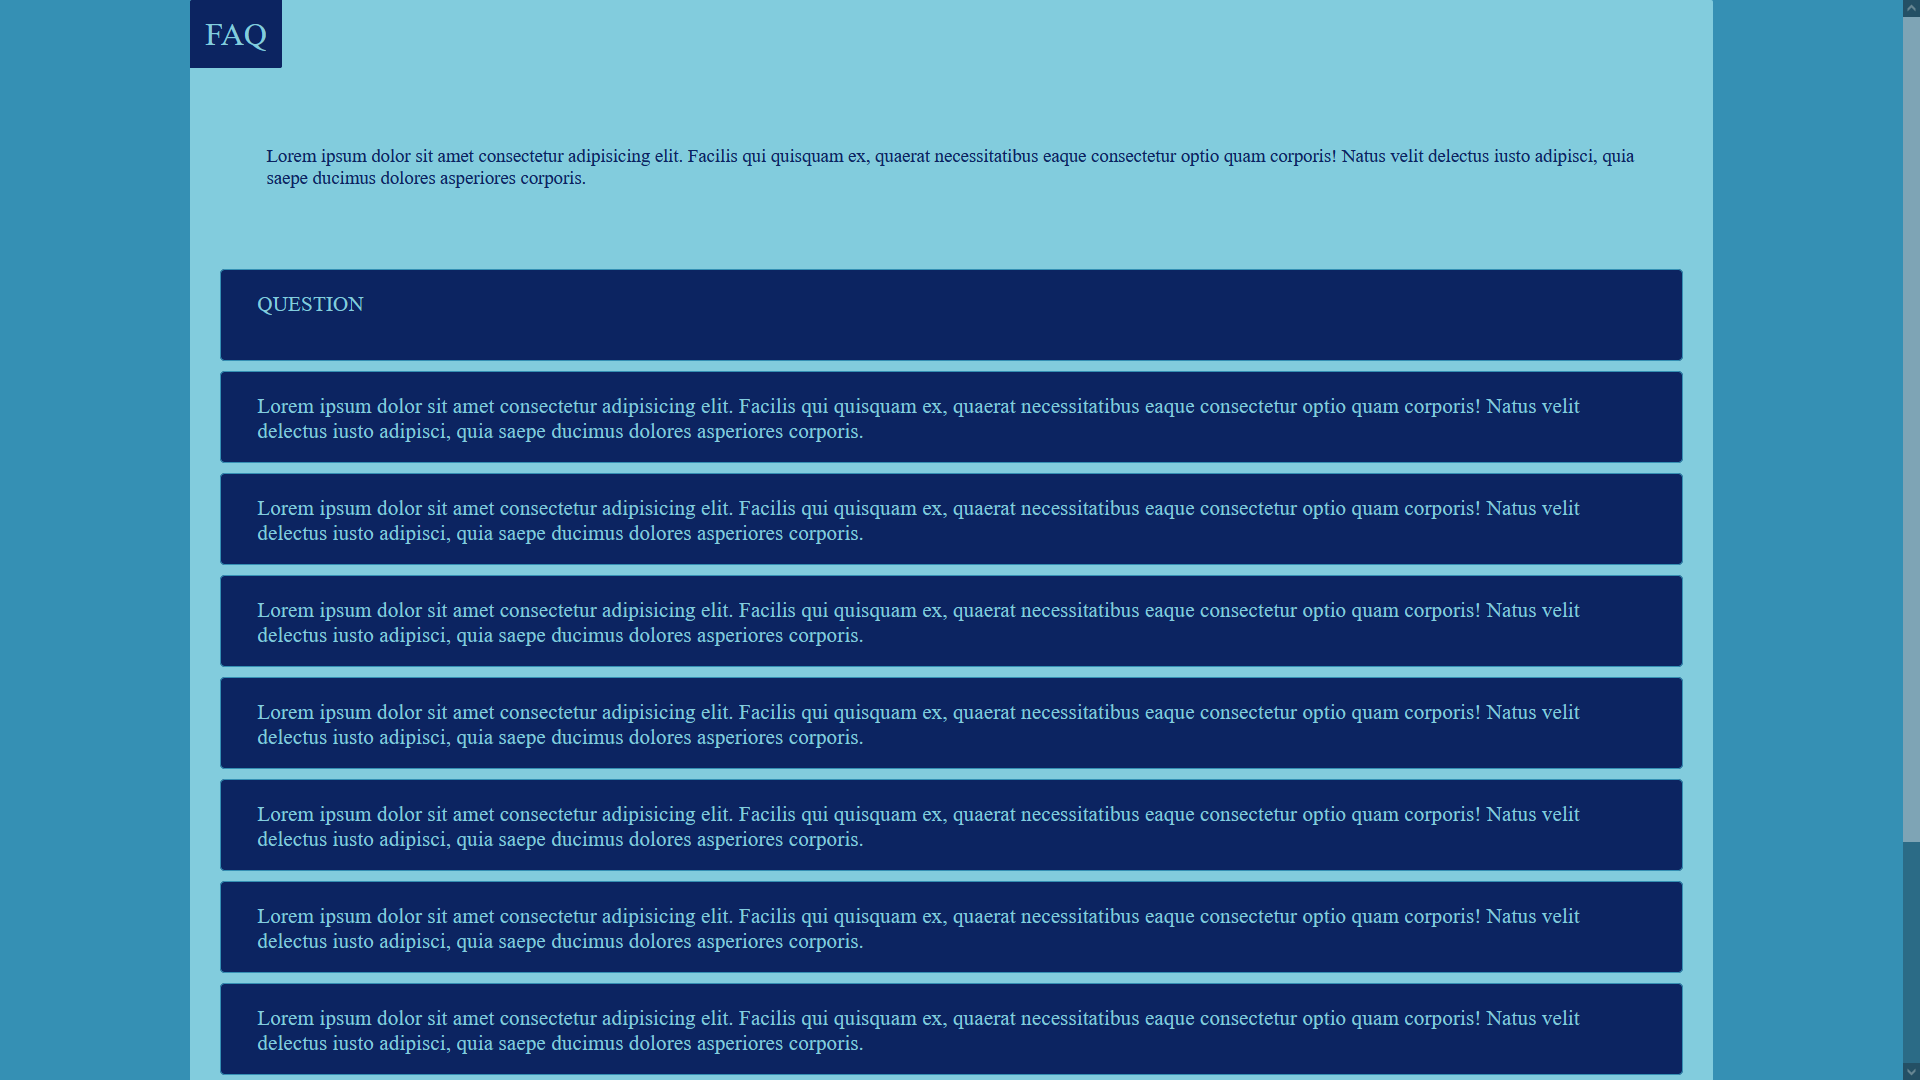 FAQ
Lorem ipsum dolor sit amet consectetur adipisicing elit. Facilis qui quisquam ex, quaerat necessitatibus eaque consectetur optio quam corporis! Natus velit delectus iusto adipisci, quia
saepe ducimus dolores asperiores corporis.
QUESTION
Lorem ipsum dolor sit amet consectetur adipisicing elit. Facilis qui quisquam ex, quaerat necessitatibus eaque consectetur optio quam corporis! Natus velit
delectus iusto adipisci, quia saepe ducimus dolores asperiores corporis.
Lorem ipsum dolor sit amet consectetur adipisicing elit. Facilis qui quisquam ex, quaerat necessitatibus eaque consectetur optio quam corporis! Natus velit
delectus iusto adipisci, quia saepe ducimus dolores asperiores corporis.
Lorem ipsum dolor sit amet consectetur adipisicing elit. Facilis qui quisquam ex, quaerat necessitatibus eaque consectetur optio quam corporis! Natus velit
delectus iusto adipisci, quia saepe ducimus dolores asperiores corporis.
Lorem ipsum dolor sit amet consectetur adipisicing elit. Facilis qui quisquam ex, quaerat necessitatibus eaque consectetur optio quam corporis! Natus velit
delectus iusto adipisci, quia saepe ducimus dolores asperiores corporis.
Lorem ipsum dolor sit amet consectetur adipisicing elit. Facilis qui quisquam ex, quaerat necessitatibus eaque consectetur optio quam corporis! Natus velit
delectus iusto adipisci, quia saepe ducimus dolores asperiores corporis.
Lorem ipsum dolor sit amet consectetur adipisicing elit. Facilis qui quisquam ex, quaerat necessitatibus eaque consectetur optio quam corporis! Natus velit
delectus iusto adipisci, quia saepe ducimus dolores asperiores corporis.
Lorem ipsum dolor sit amet consectetur adipisicing elit. Facilis qui quisquam ex, quaerat necessitatibus eaque consectetur optio quam corporis! Natus velit
delectus iusto adipisci, quia saepe ducimus dolores asperiores corporis.